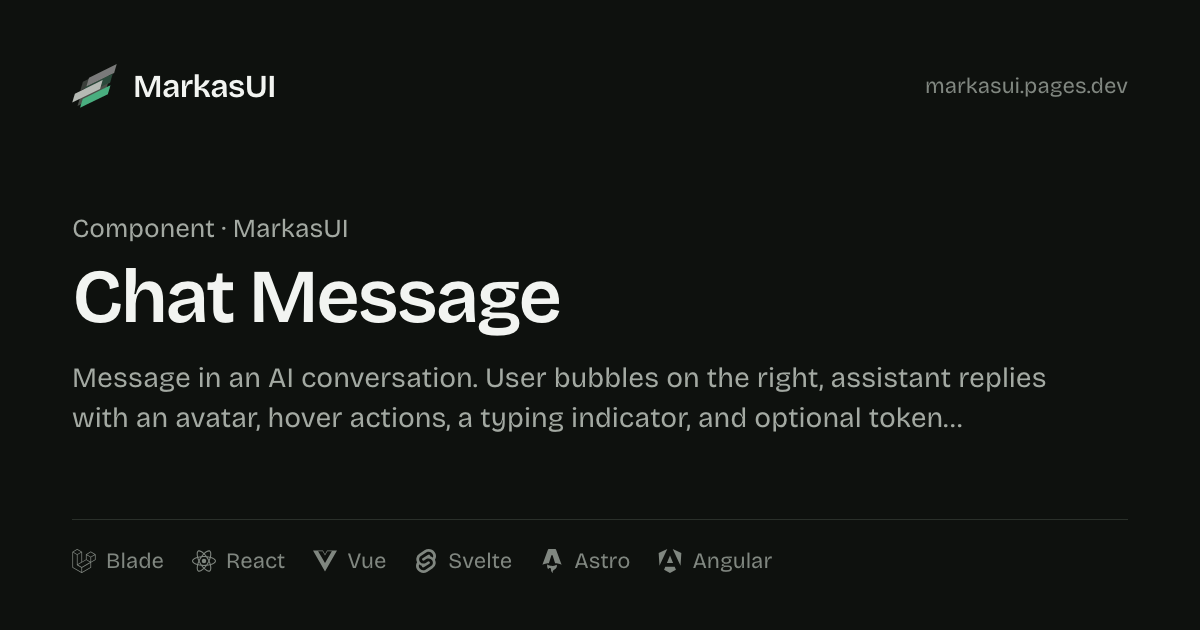 MarkasUI
markasui.pages.dev
Component · MarkasUI
Chat Message
Message in an AI conversation. User bubbles on the right, assistant replies
with an avatar, hover actions, a typing indicator, and optional token...
Blade React Vue Svelte Astro Angular